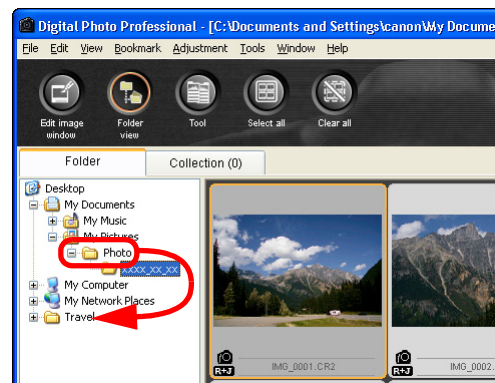 Digital Photo Professional - [C:\Documents and Settings\canon\My Docume
File Edit View Bookmark Adjustment Tools Window Help
Edit image window
Folder view
Tool
Select all
Clear all
Folder
Collection (0)
Desktop
My Documents
My Music
My Pictures
Photo
xxxx_xx_xx
My Computer
My Network Places
Travel
R+J
IMG_0001.CR2
R+J
IMG_0002.